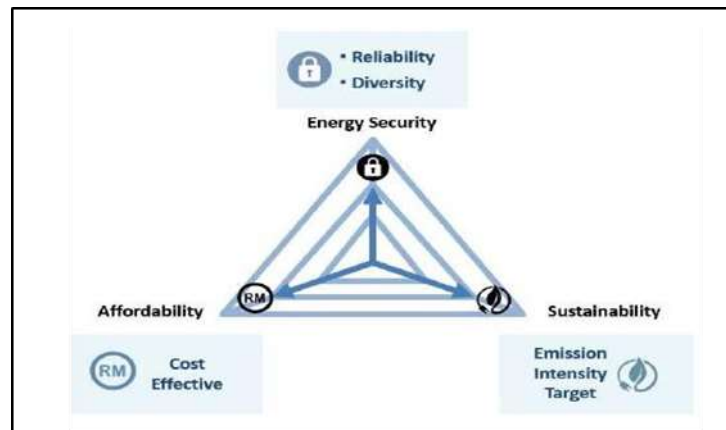 • Reliability
• Diversity
Energy Security
RM
Affordability
Sustainability
RM
Cost
Effective
Emission
Intensity
Target